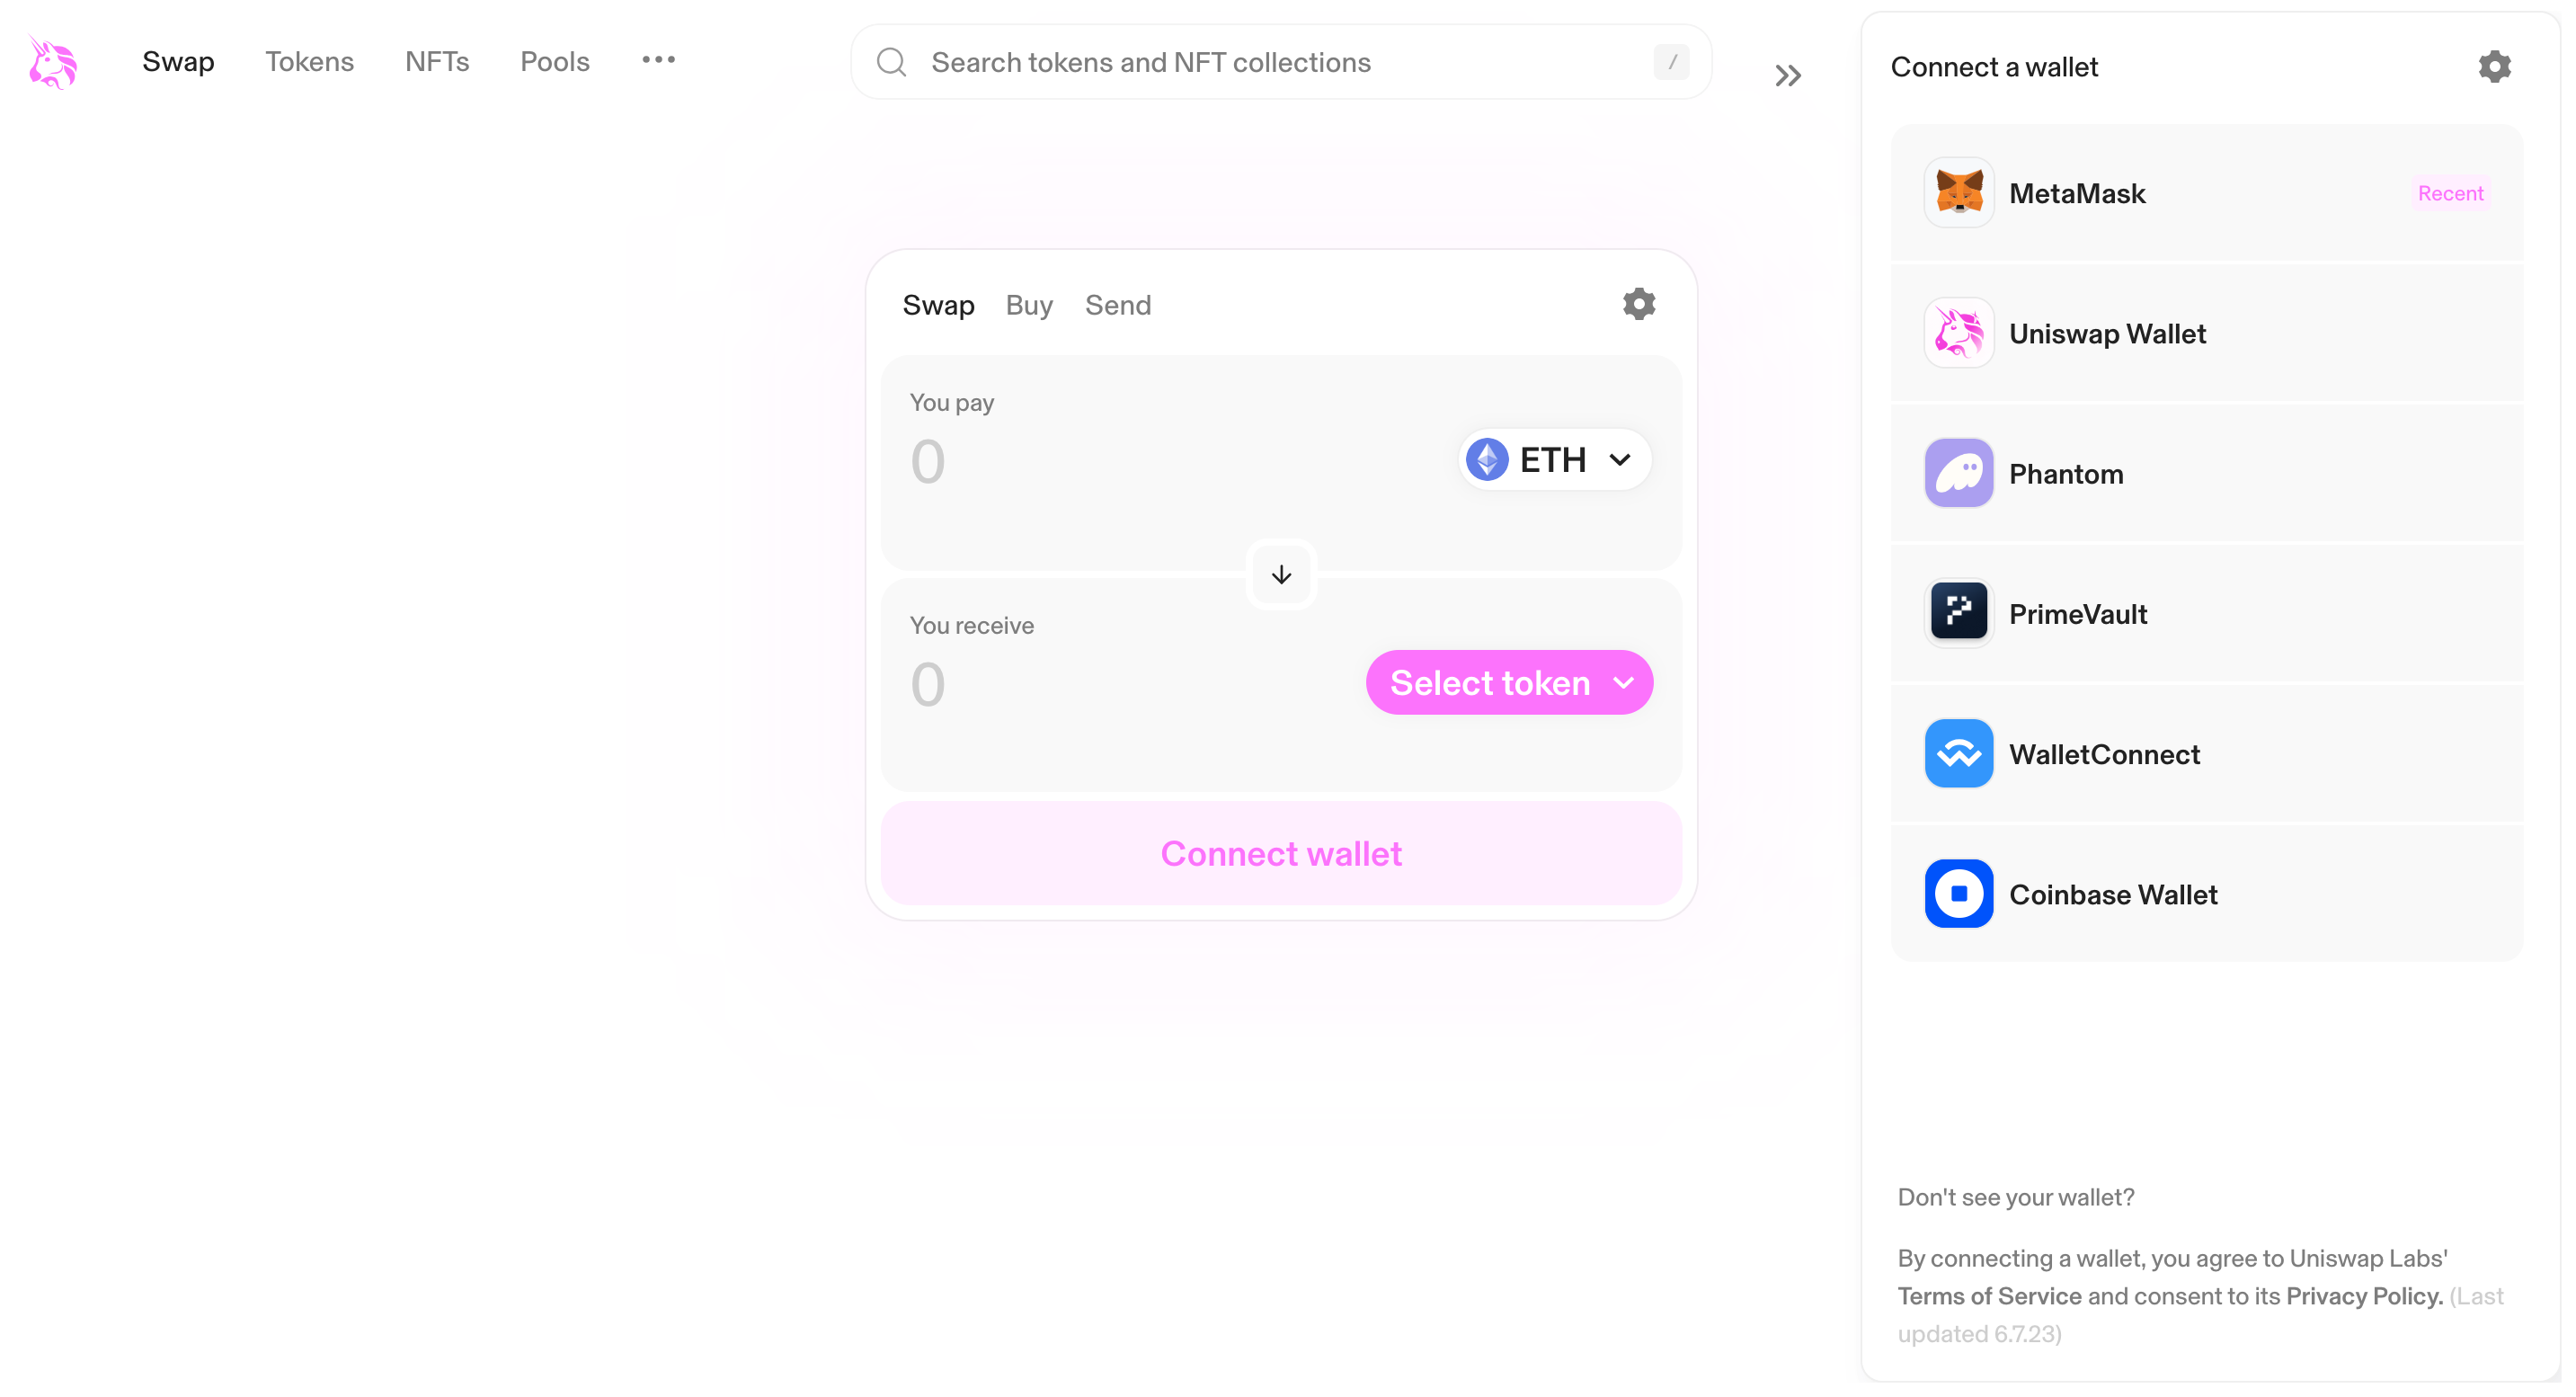 Swap
Tokens
NFTs
Pools
Search tokens and NFT collections
/
Swap
Buy
Send
You pay
0
ETH
You receive
0
Select token
Connect wallet
Connect a wallet
MetaMask
Recent
Uniswap Wallet
Phantom
PrimeVault
WalletConnect
Coinbase Wallet
Don't see your wallet?
By connecting a wallet, you agree to Uniswap Labs'
Terms of Service and consent to its Privacy Policy. (Last
updated 6.7.23)